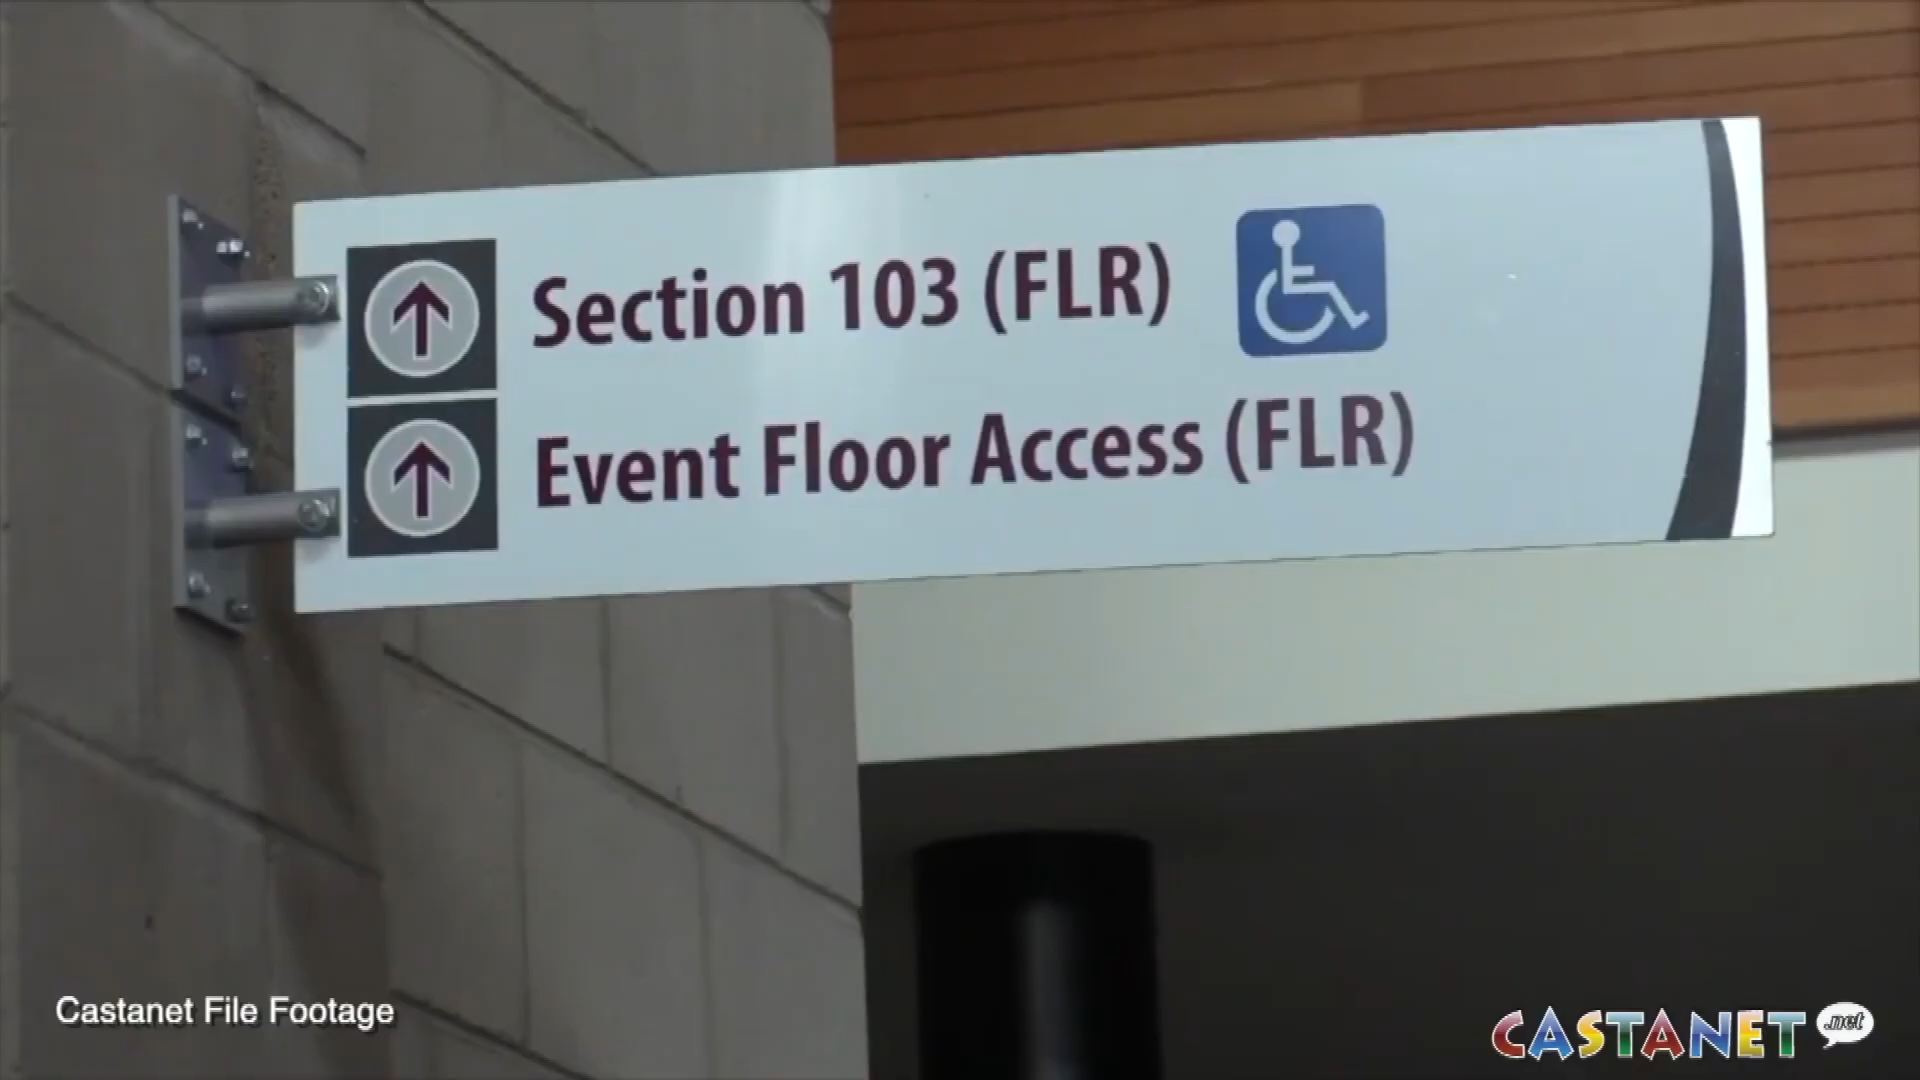 Section 103 (FLR)
Event Floor Access (FLR)
Castanet File Footage
CASTANET .net